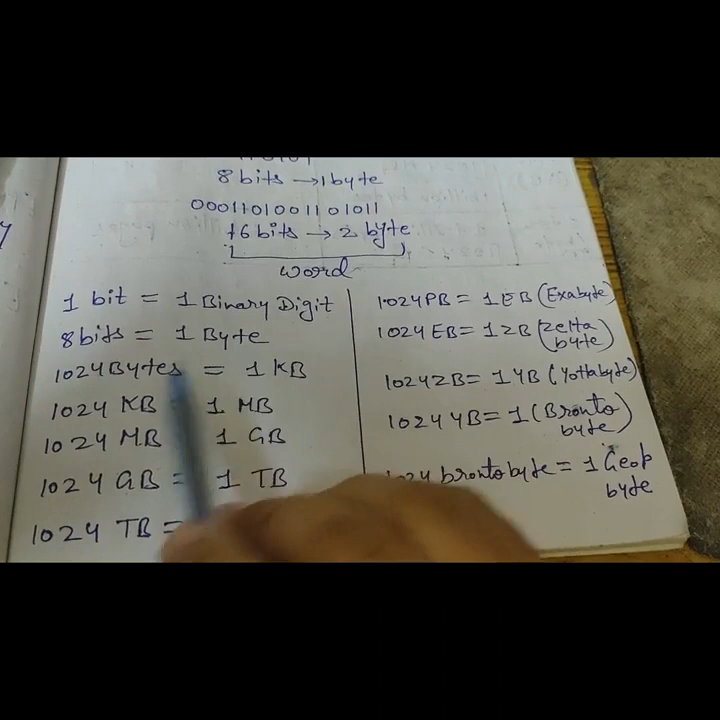 8 bits → 1 byte
0001101001101011
16 bits → 2 byte
word
1 bit = 1 Binary Digit
8 bits = 1 Byte
1024 Bytes = 1 KB
1024 KB 1 MB
1024 MB 1 GB
1024 GB = 1 TB
1024 TB =
1024 PB = 1 EB (Exabyte)
1024 EB = 1 ZB (Zetta
byte)
1024 ZB = 1 YB (Yottabyte)
1024 YB = 1 (Bronto
byte)
1024 brontobyte = 1 Geop
byte